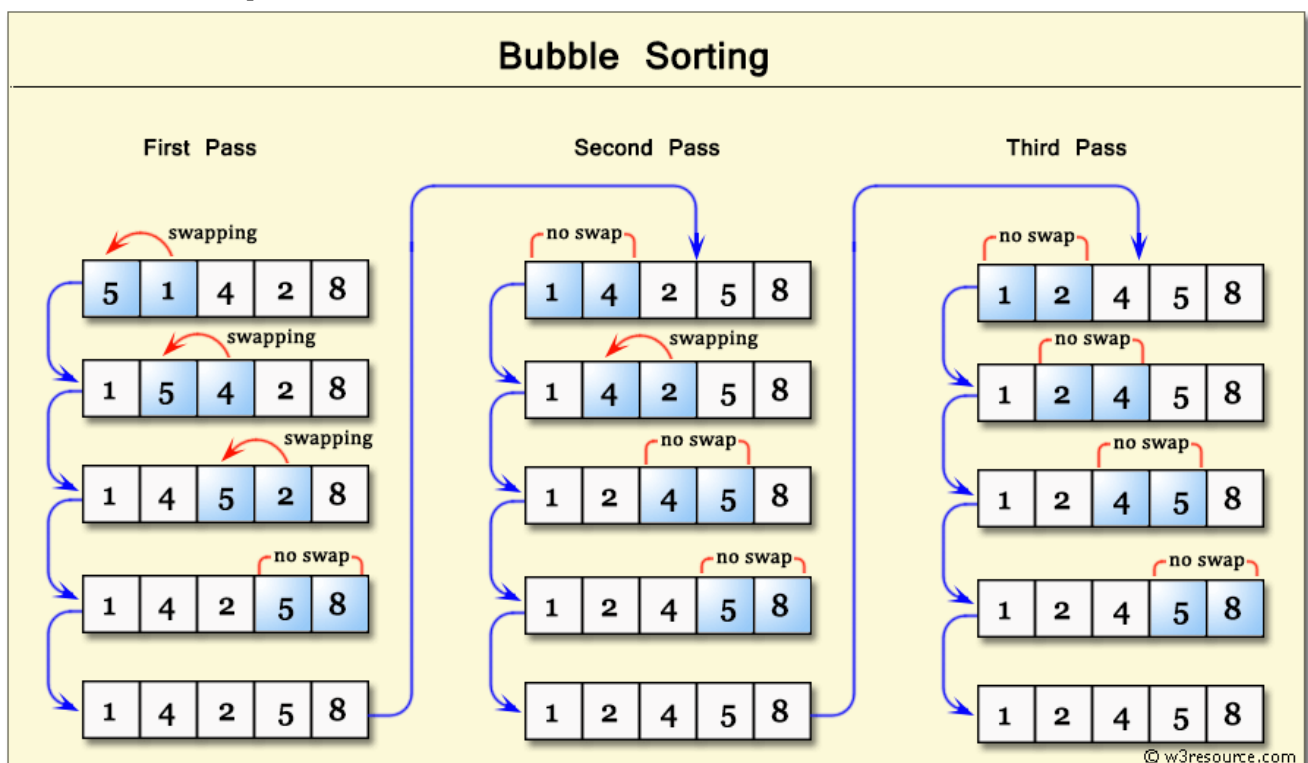 Bubble Sorting
First Pass
swapping
5 1 4 2 8
swapping
1 5 4 2 8
swapping
1 4 5 2 8
no swap
1 4 2 5 8
1 4 2 5 8
Second Pass
no swap
1 4 2 5 8
swapping
1 4 2 5 8
no swap
1 2 4 5 8
no swap
1 2 4 5 8
1 2 4 5 8
Third Pass
no swap
1 2 4 5 8
no swap
1 2 4 5 8
no swap
1 2 4 5 8
no swap
1 2 4 5 8
1 2 4 5 8
© w3resource.com